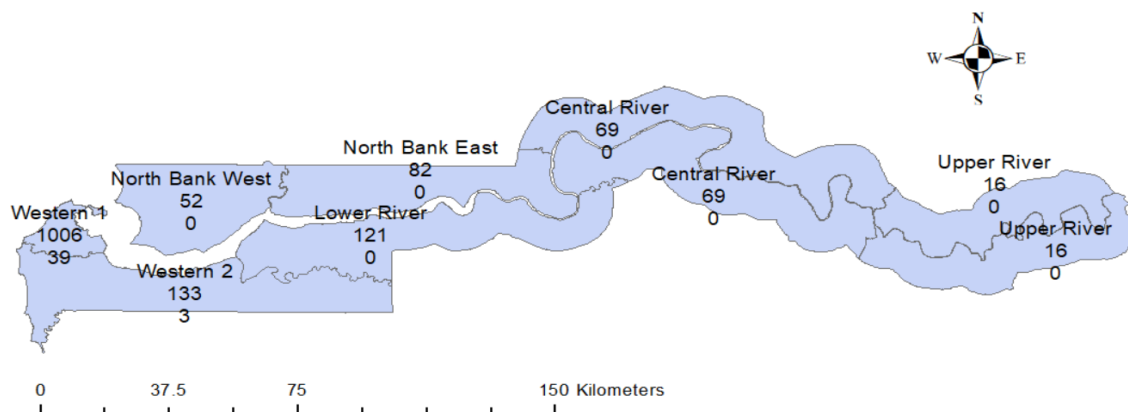 N
W E
S
Central River
69
0
North Bank East
82
0
Central River
69
0
Upper River
16
0
North Bank West
52
0
Western 1
1006
39
Lower River
121
0
Upper River
16
0
Western 2
133
3
0 37.5 75 150 Kilometers